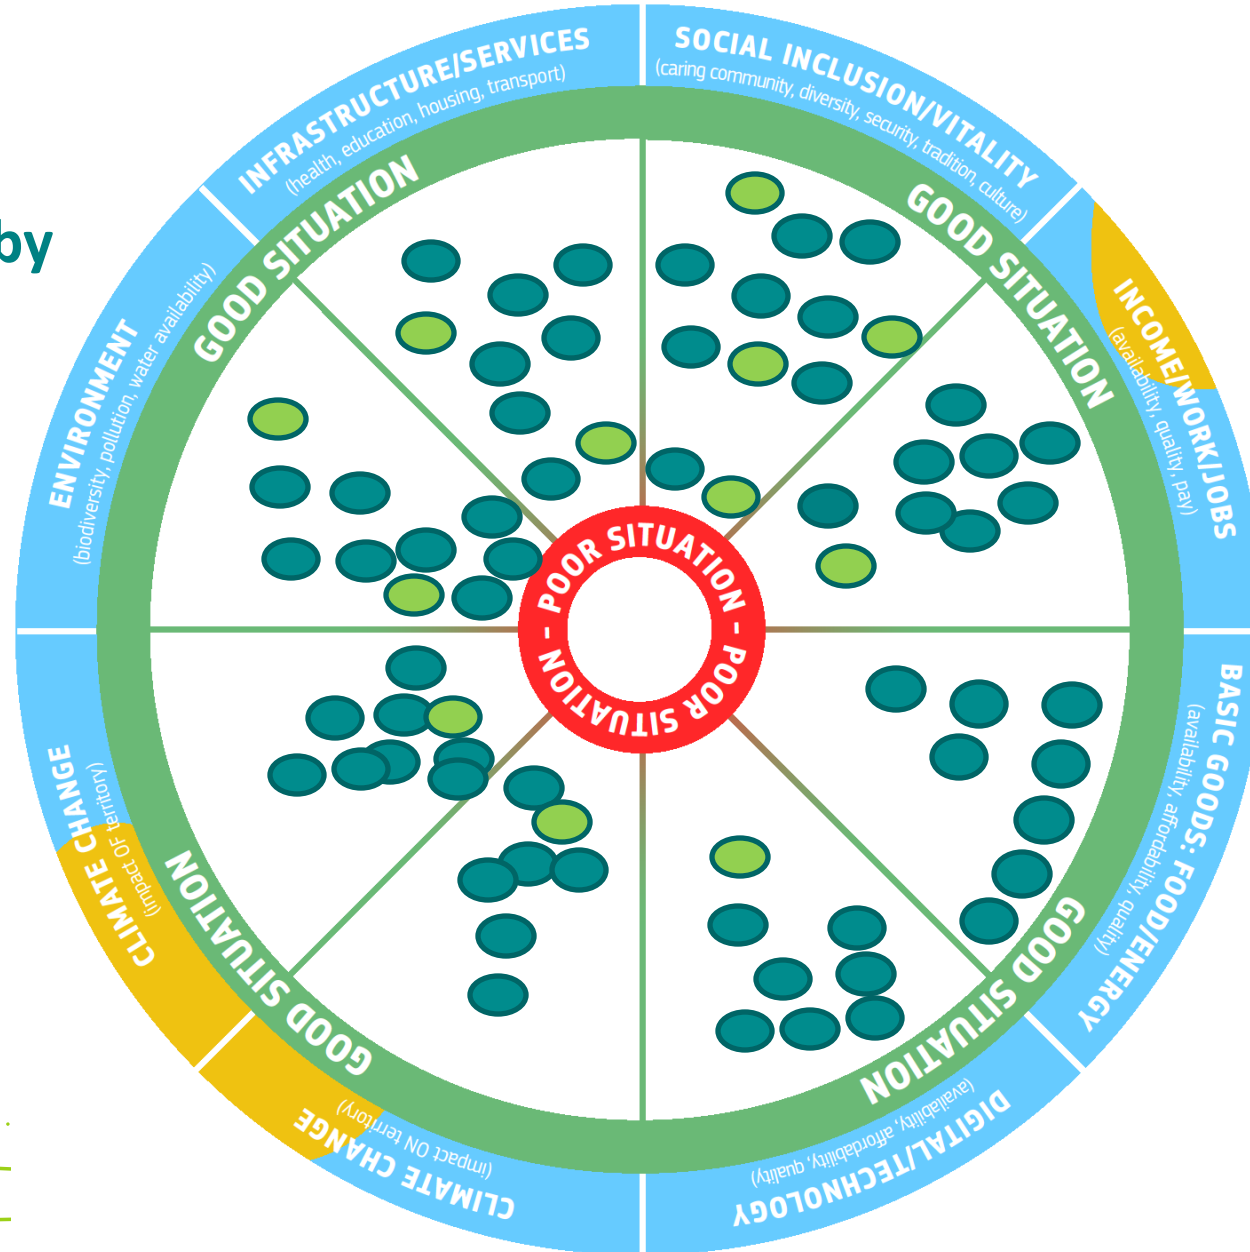 by
INFRASTRUCTURE/SERVICES
(health, education, housing, transport)
SOCIAL INCLUSION/VITALITY
(caring community, diversity, security, tradition, culture)
GOOD SITUATION
GOOD SITUATION
INCOME/WORK/JOBS
(availability, quality, pay)
ENVIRONMENT
(biodiversity, pollution, water availability)
POOR SITUATION – POOR SITUATION –
BASIC GOODS: FOOD/ENERGY
(availability, affordability, quality)
CLIMATE CHANGE
(impact OF territory)
GOOD SITUATION
GOOD SITUATION
CLIMATE CHANGE
(impact ON territory)
DIGITAL/TECHNOLOGY
(availability, affordability, quality)